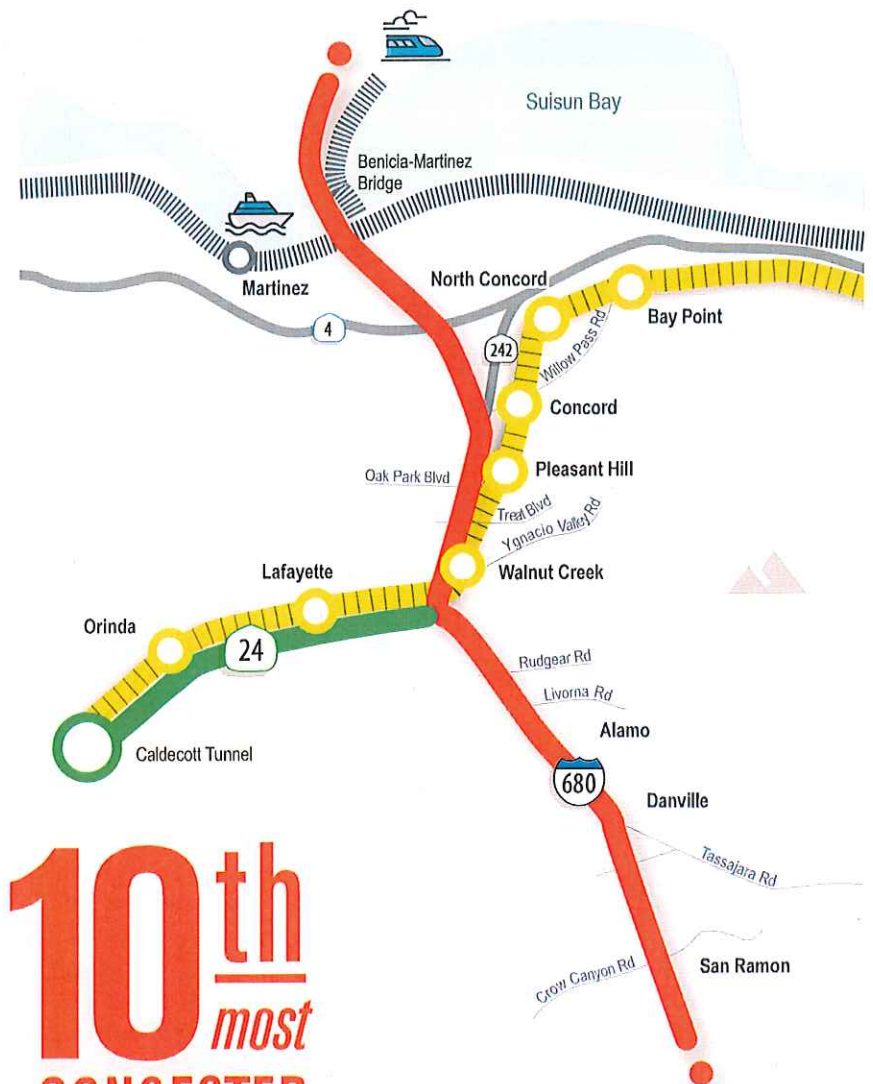 Suisun Bay
Benicia-Martinez
Bridge
Martinez
North Concord
Bay Point
4
242
Willow Pass Rd
Concord
Oak Park Blvd
Pleasant Hill
Treat Blvd
Ygnacio Valley Rd
Walnut Creek
Lafayette
Orinda
24
Rudgear Rd
Livorna Rd
Caldecott Tunnel
Alamo
680
Danville
Tassajara Rd
Crow Canyon Rd
San Ramon
10th
most
CONGESTED